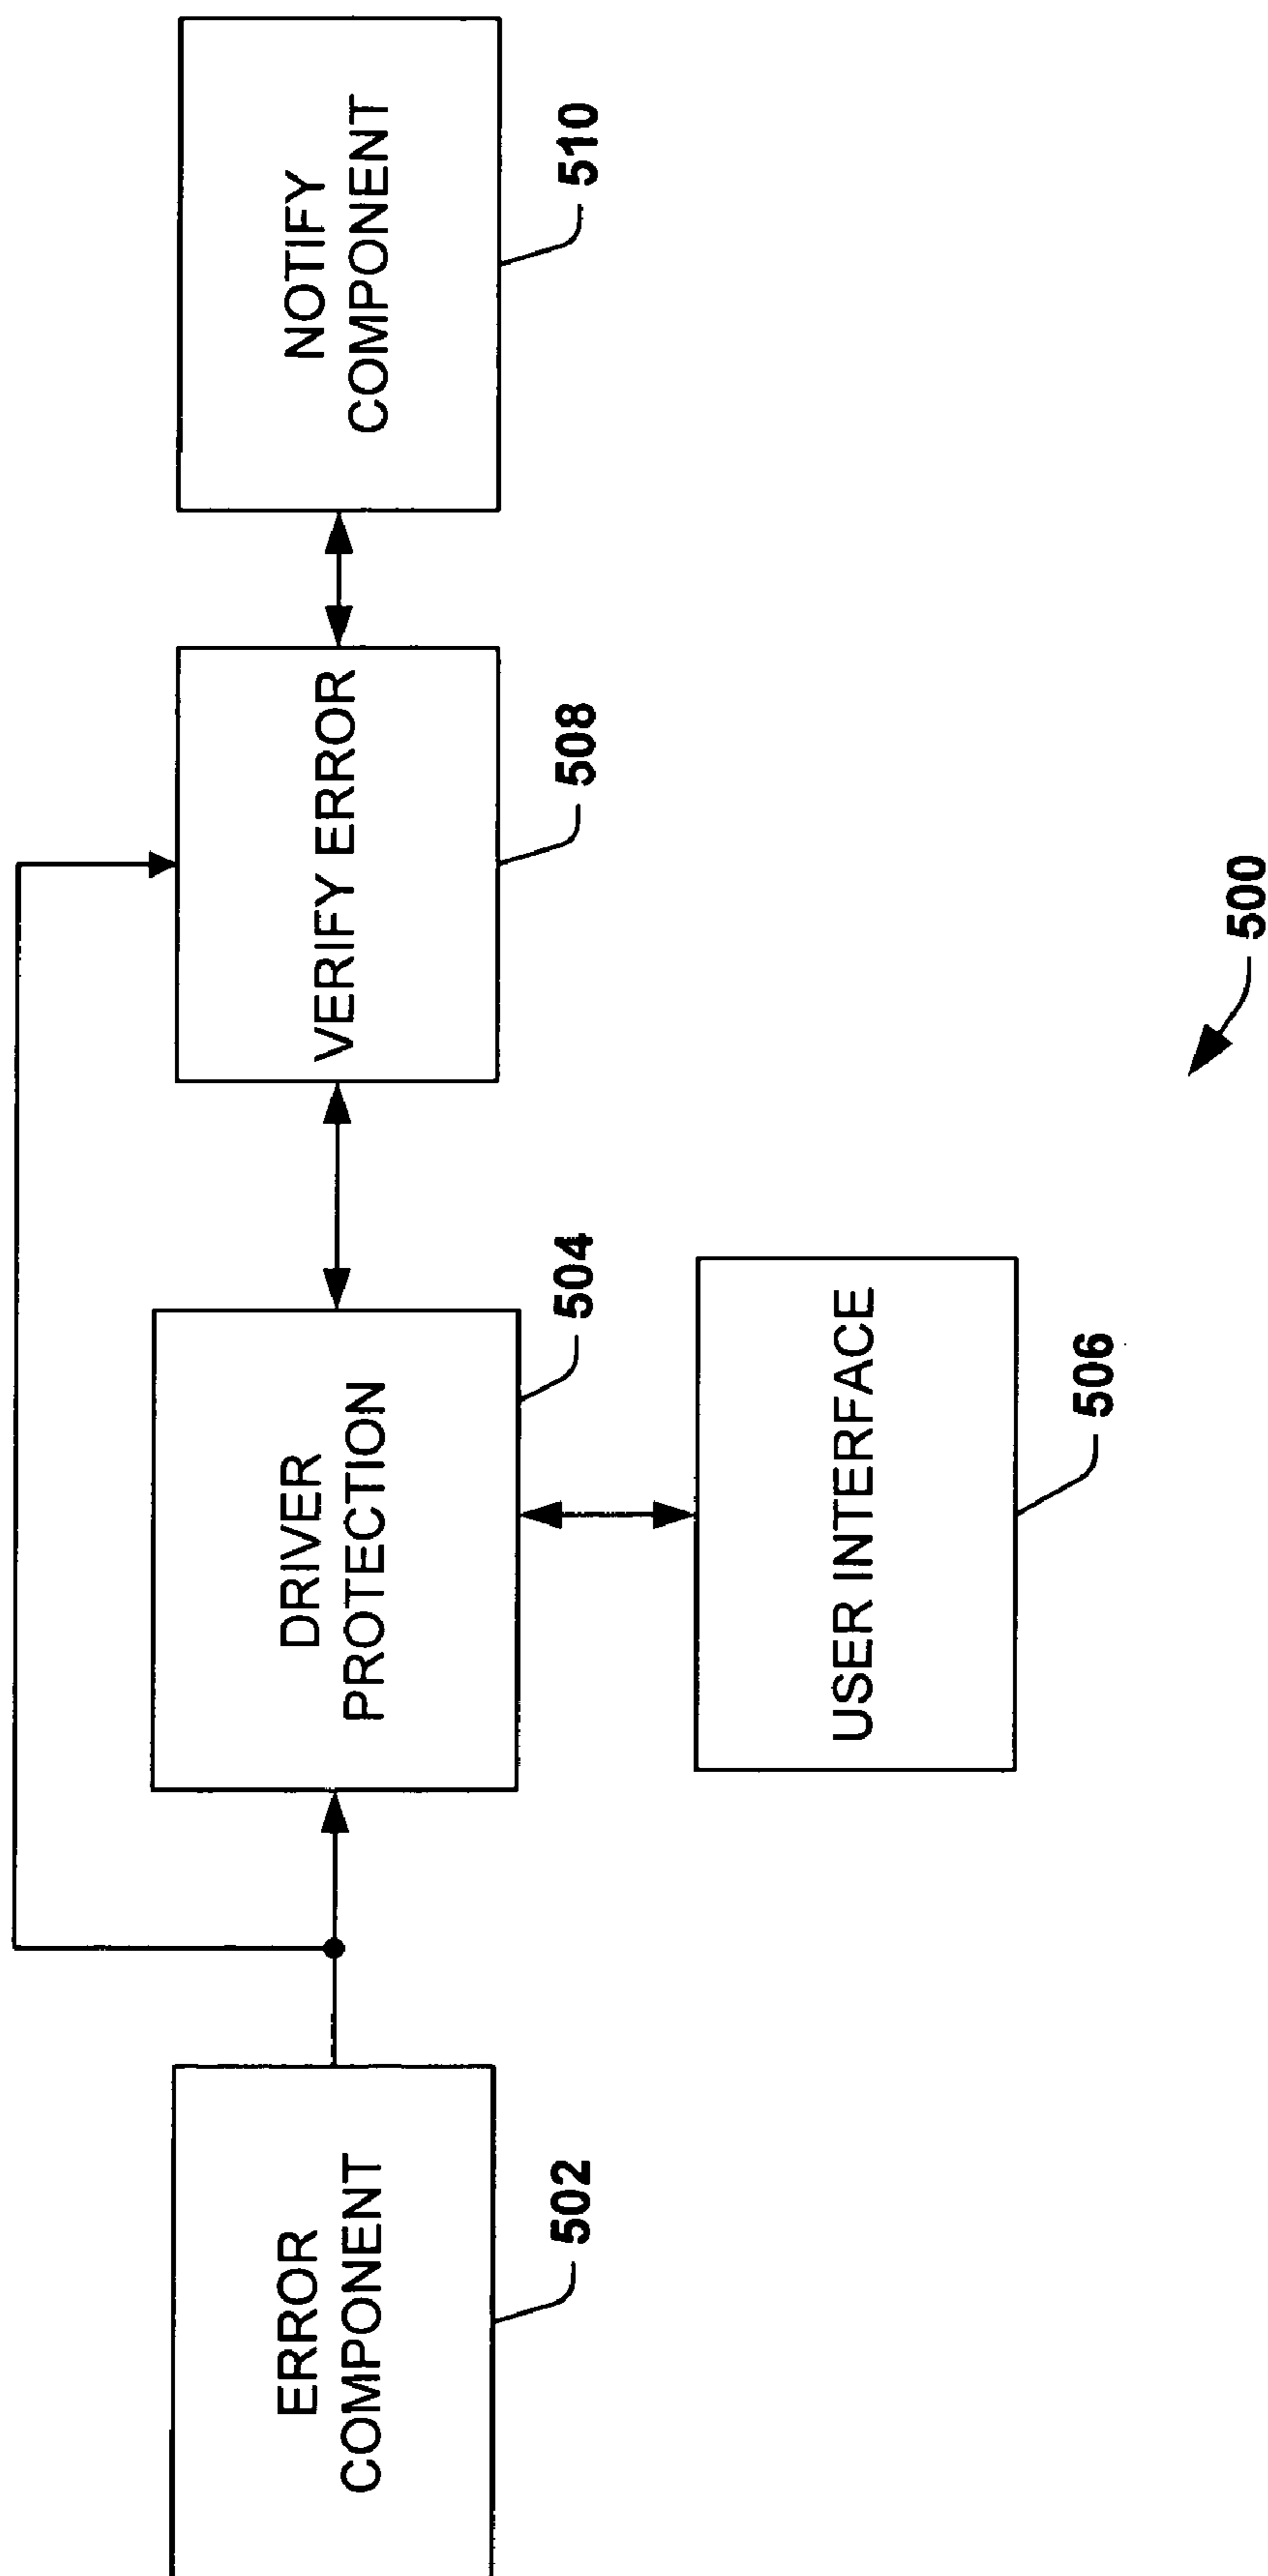 ERROR
COMPONENT
502
DRIVER
PROTECTION
504
USER INTERFACE
506
VERIFY ERROR
508
NOTIFY
COMPONENT
510
500